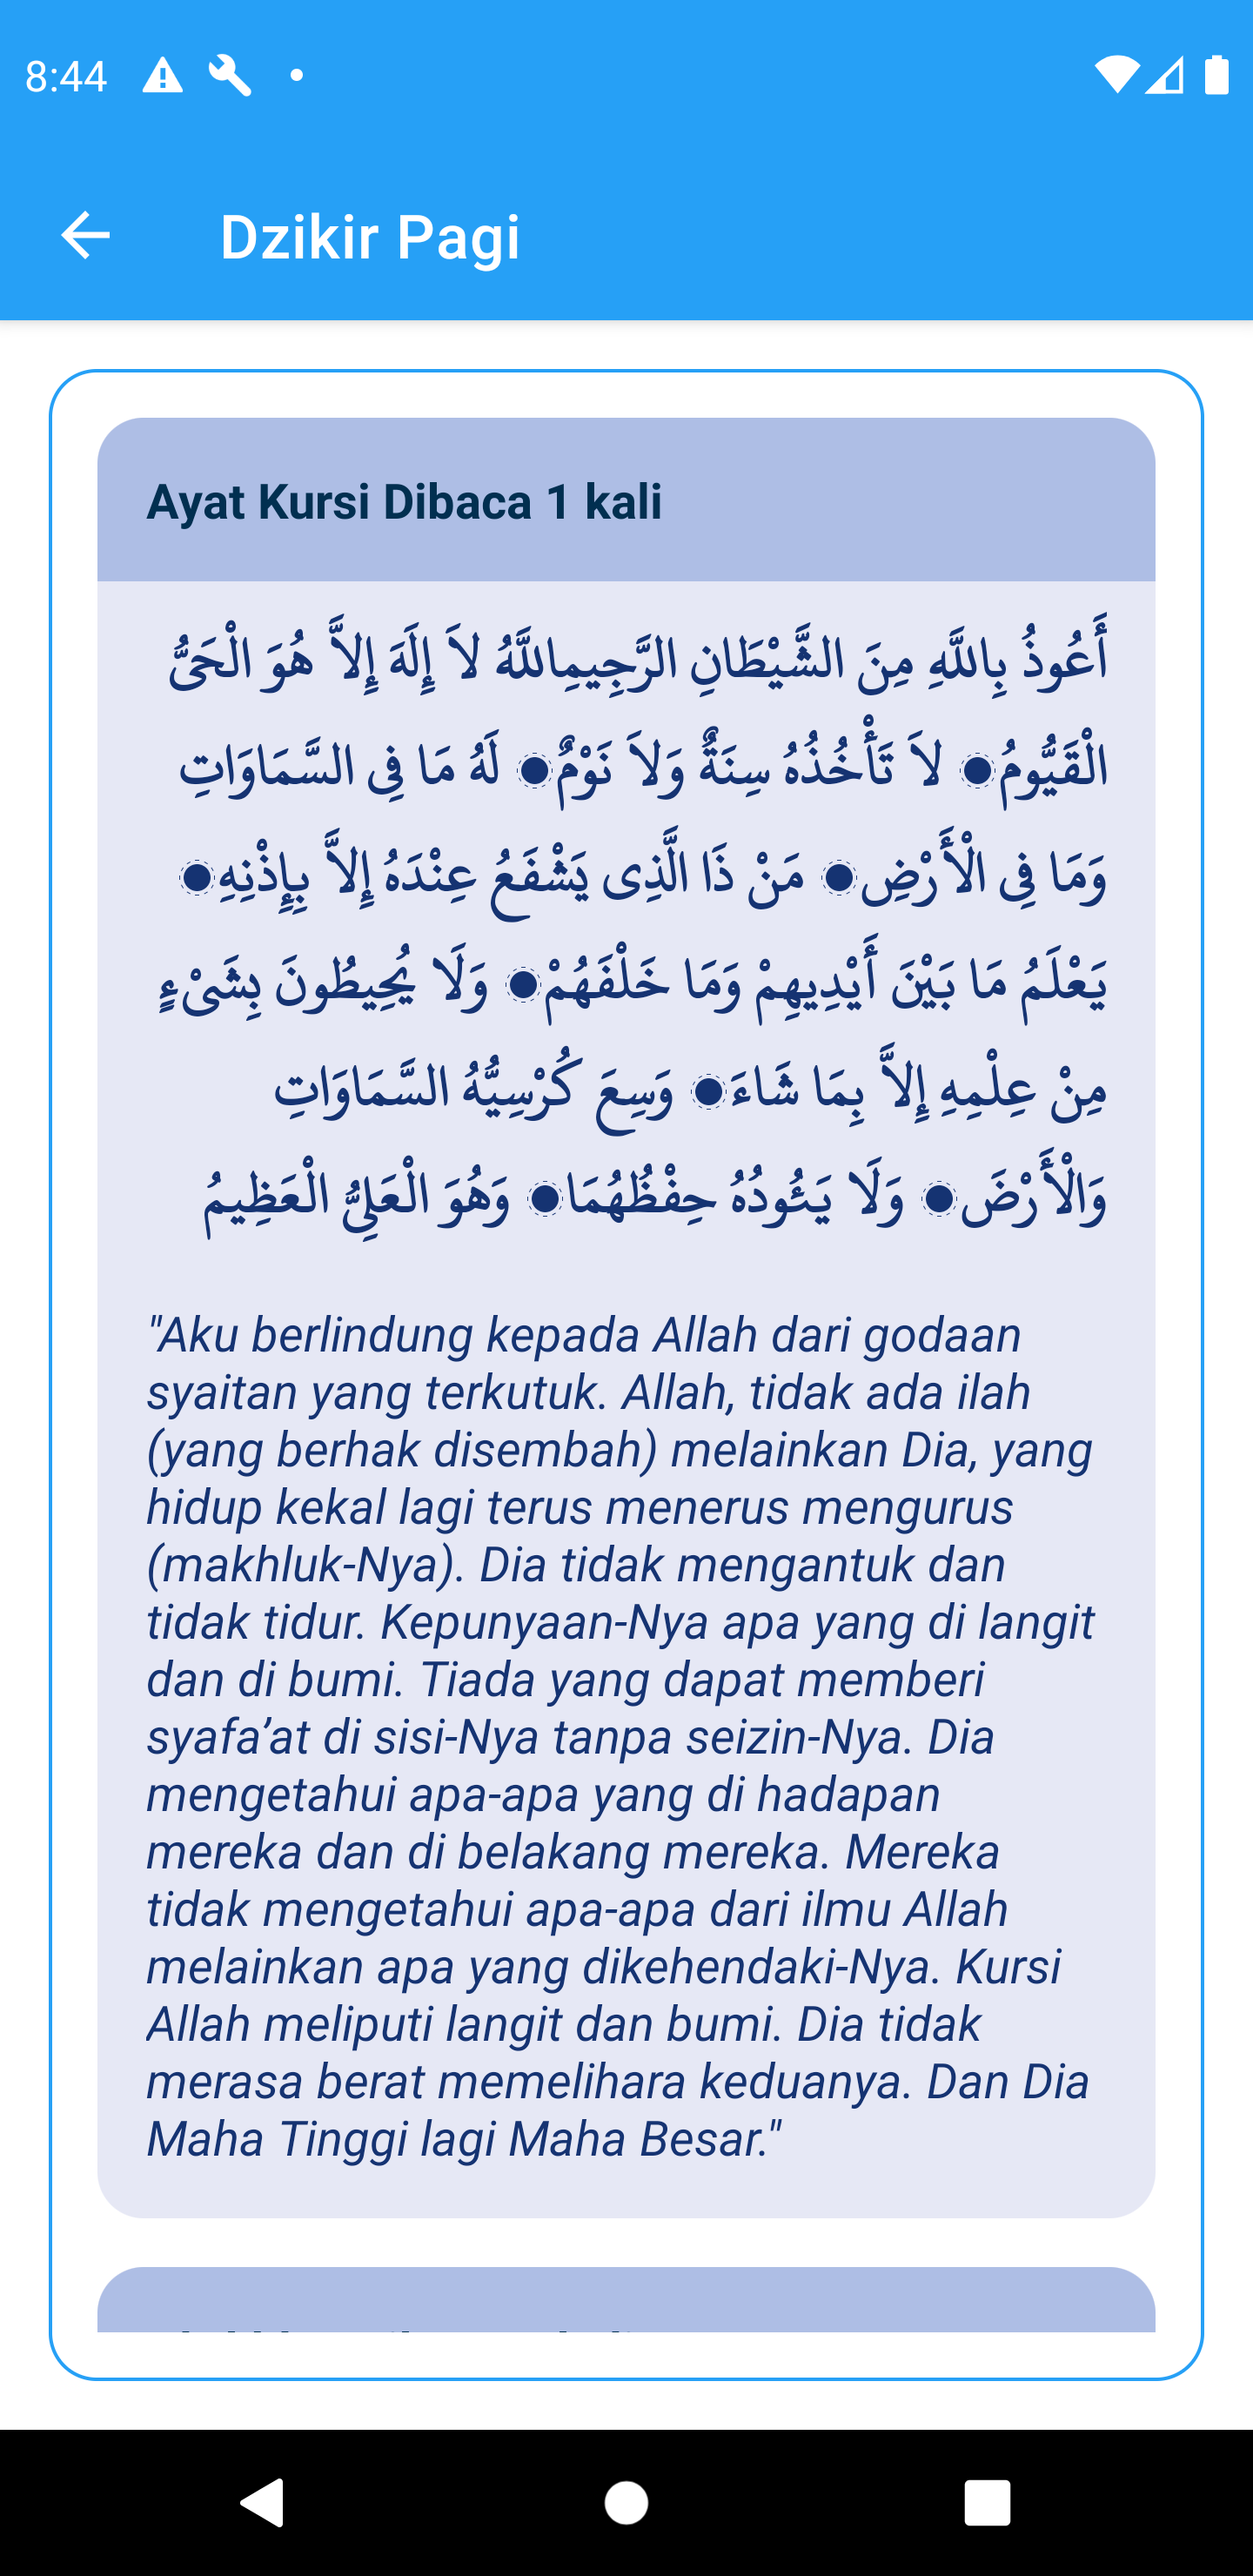 8:44
Dzikir Pagi
Ayat Kursi Dibaca 1 kali
أَعُوذُ بِاللَّهِ مِنَ الشَّيْطَانِ الرَّجِيمِاللَّهُ لاَ إِلَهَ إِلاَّ هُوَ الْحَيُّ
الْقَيُّومُ۝ لاَ تَأْخُذُهُ سِنَةٌ وَلاَ نَوْمٌ۝ لَهُ مَا فِى السَّمَاوَاتِ
وَمَا فِى الْأَرْضِ۝ مَنْ ذَا الَّذِى يَشْفَعُ عِنْدَهُ إِلاَّ بِإِذْنِهِ۝
يَعْلَمُ مَا بَيْنَ أَيْدِيهِمْ وَمَا خَلْفَهُمْ۝ وَلَا يُحِيطُونَ بِشَىْءٍ
مِنْ عِلْمِهِ إِلاَّ بِمَا شَاءَ۝ وَسِعَ كُرْسِيُّهُ السَّمَاوَاتِ
وَالْأَرْضَ۝ وَلَا يَـُٔودُهُ حِفْظُهُمَا۝ وَهُوَ الْعَلِىُّ الْعَظِيمُ
"Aku berlindung kepada Allah dari godaan
syaitan yang terkutuk. Allah, tidak ada ilah
(yang berhak disembah) melainkan Dia, yang
hidup kekal lagi terus menerus mengurus
(makhluk-Nya). Dia tidak mengantuk dan
tidak tidur. Kepunyaan-Nya apa yang di langit
dan di bumi. Tiada yang dapat memberi
syafa’at di sisi-Nya tanpa seizin-Nya. Dia
mengetahui apa-apa yang di hadapan
mereka dan di belakang mereka. Mereka
tidak mengetahui apa-apa dari ilmu Allah
melainkan apa yang dikehendaki-Nya. Kursi
Allah meliputi langit dan bumi. Dia tidak
merasa berat memelihara keduanya. Dan Dia
Maha Tinggi lagi Maha Besar."